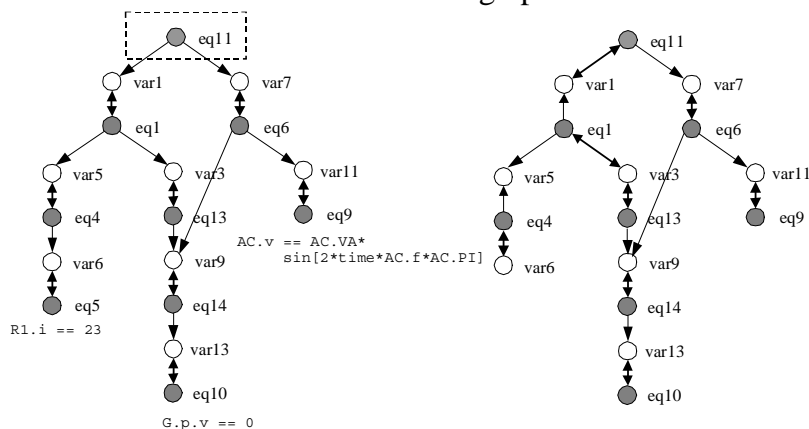 eq11
var1
var7
eq1
eq6
var5
var3
var11
eq4
eq13
eq9
AC.v == AC.VA*
sin[2*time*AC.f*AC.PI]
var6
var9
eq5
eq14
R1.i == 23
var13
eq10
G.p.v == 0
eq11
var1
var7
eq1
eq6
var5
var3
var11
eq4
eq13
eq9
var6
var9
eq14
var13
eq10